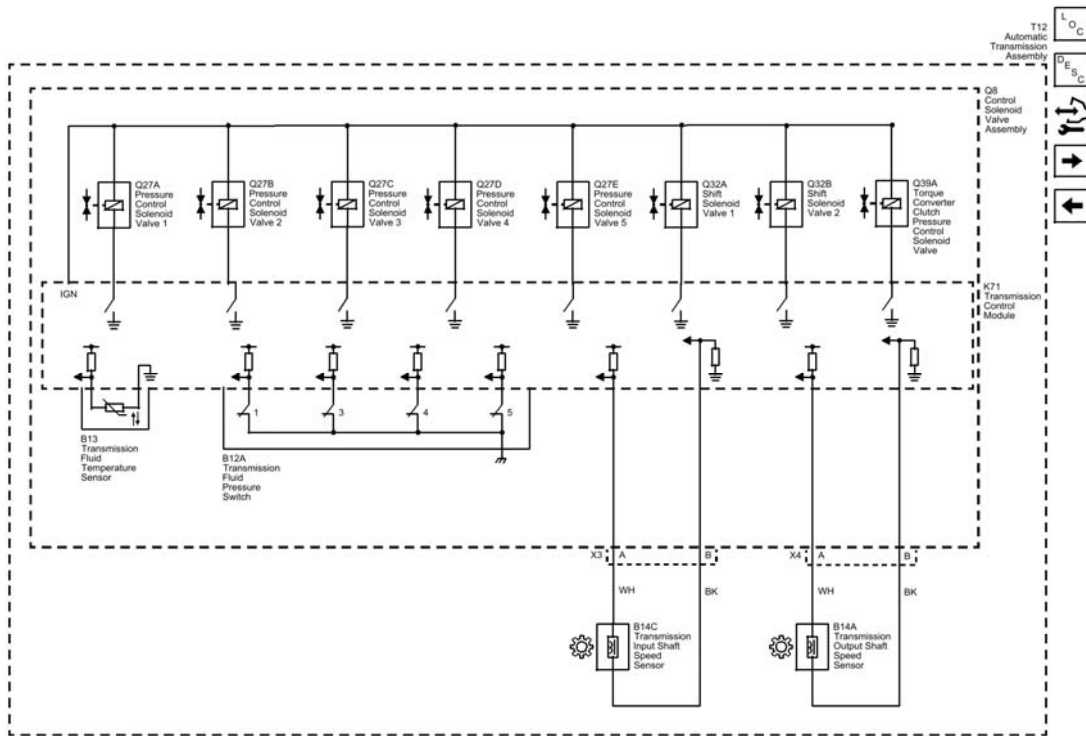 T12
Automatic
Transmission
Assembly
L
O
C
D
E
S
C
Q8
Control
Solenoid
Valve
Assembly
Q27A
Pressure
Control
Solenoid
Valve 1
Q27B
Pressure
Control
Solenoid
Valve 2
Q27C
Pressure
Control
Solenoid
Valve 3
Q27D
Pressure
Control
Solenoid
Valve 4
Q27E
Pressure
Control
Solenoid
Valve 5
Q32A
Shift
Solenoid
Valve 1
Q32B
Shift
Solenoid
Valve 2
Q39A
Torque
Converter
Clutch
Pressure
Control
Solenoid
Valve
IGN
K71
Transmission
Control
Module
1
3
4
5
B13
Transmission
Fluid
Temperature
Sensor
B12A
Transmission
Fluid
Pressure
Switch
X3 A B
X4 A B
WH BK
WH BK
B14C
Transmission
Input Shaft
Speed
Sensor
B14A
Transmission
Output Shaft
Speed
Sensor